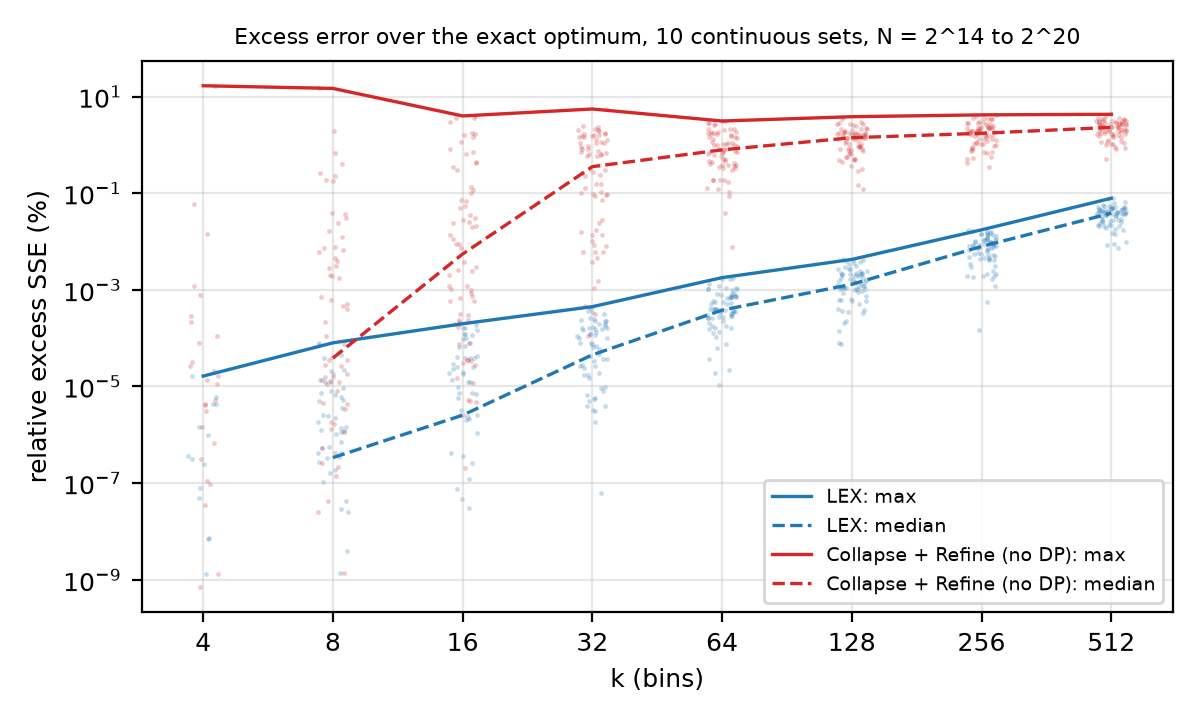 Excess error over the exact optimum, 10 continuous sets, N = 2^14 to 2^20
relative excess SSE (%)
10¹
10⁻¹
10⁻³
10⁻⁵
10⁻⁷
10⁻⁹
LEX: max
LEX: median
Collapse + Refine (no DP): max
Collapse + Refine (no DP): median
4 8 16 32 64 128 256 512
k (bins)